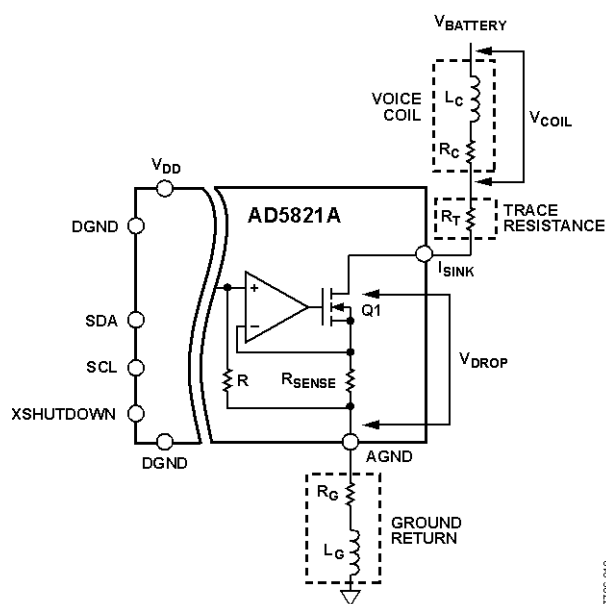 VBATTERY
VOICE
COIL
LC
VCOIL
RC
VDD
AD5821A
DGND
RT
TRACE
RESISTANCE
ISINK
+
Q1
SDA
−
VDROP
SCL
R
RSENSE
XSHUTDOWN
DGND
AGND
RG
GROUND
RETURN
LG